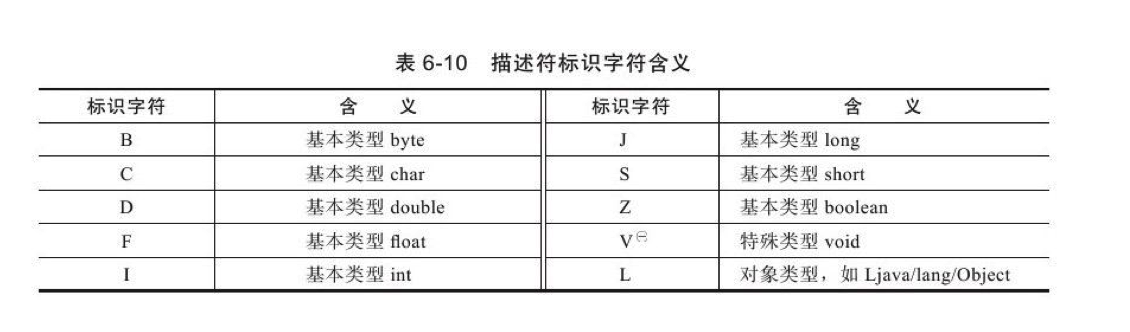 表 6-10 描述符标识字符含义
标识字符 含 义 标识字符 含 义
B 基本类型 byte J 基本类型 long
C 基本类型 char S 基本类型 short
D 基本类型 double Z 基本类型 boolean
F 基本类型 float V㊀ 特殊类型 void
I 基本类型 int L 对象类型，如 Ljava/lang/Object